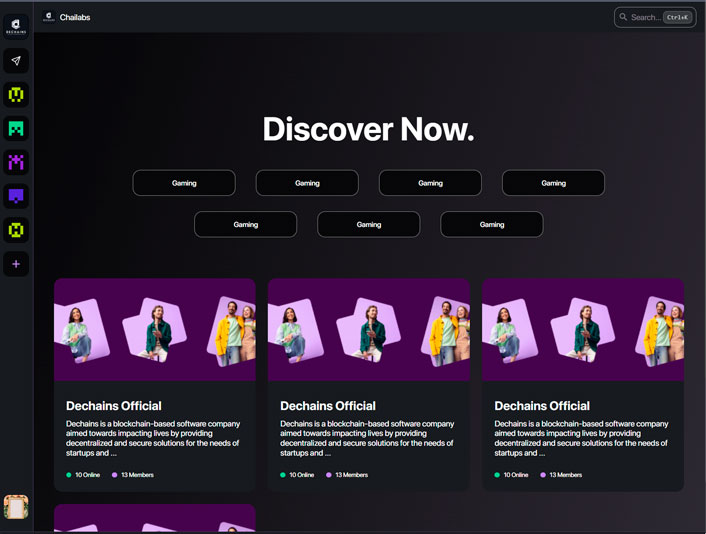 DECHAINS
Chailabs
Search... Ctrl+K
Discover Now.
Gaming Gaming Gaming Gaming
Gaming Gaming Gaming
Dechains Official
Dechains is a blockchain-based software company
aimed towards impacting lives by providing
decentralized and secure solutions for the needs of
startups and ...
10 Online 13 Members
Dechains Official
Dechains is a blockchain-based software company
aimed towards impacting lives by providing
decentralized and secure solutions for the needs of
startups and ...
10 Online 13 Members
Dechains Official
Dechains is a blockchain-based software company
aimed towards impacting lives by providing
decentralized and secure solutions for the needs of
startups and ...
10 Online 13 Members